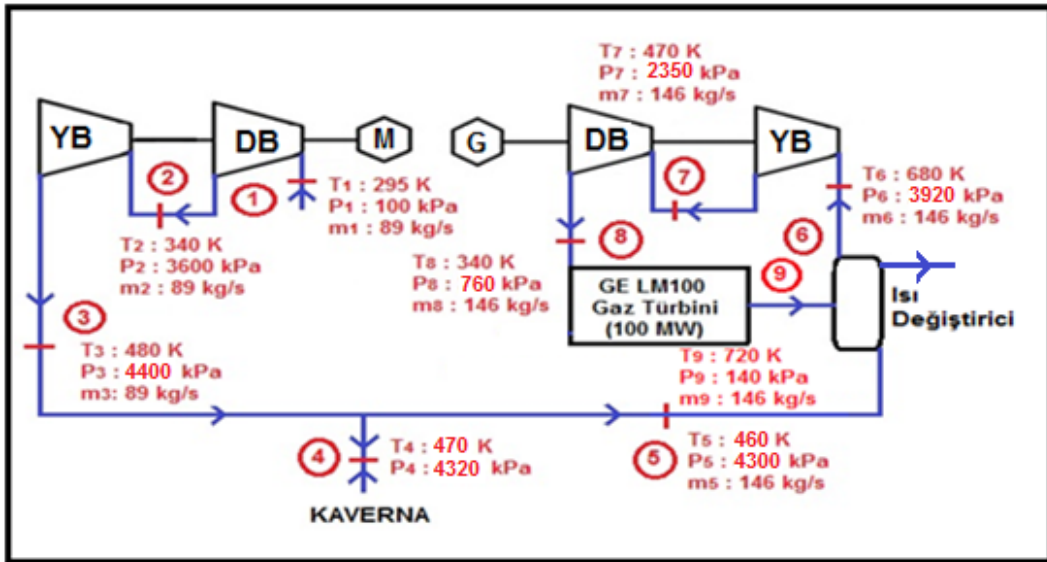 T7 : 470 K
P7 : 2350 kPa
m7 : 146 kg/s
YB
DB
M
G
DB
YB
2
1
7
T1 : 295 K
P1 : 100 kPa
m1 : 89 kg/s
T6 : 680 K
P6 : 3920 kPa
m6 : 146 kg/s
T2 : 340 K
P2 : 3600 kPa
m2 : 89 kg/s
8
6
T8 : 340 K
P8 : 760 kPa
m8 : 146 kg/s
9
GE LM100
Gaz Türbini
(100 MW)
Isı
Değiştirici
3
T3 : 480 K
P3 : 4400 kPa
m3: 89 kg/s
T9 : 720 K
P9 : 140 kPa
m9 : 146 kg/s
4
T4 : 470 K
P4 : 4320 kPa
5
T5 : 460 K
P5 : 4300 kPa
m5 : 146 kg/s
KAVERNA